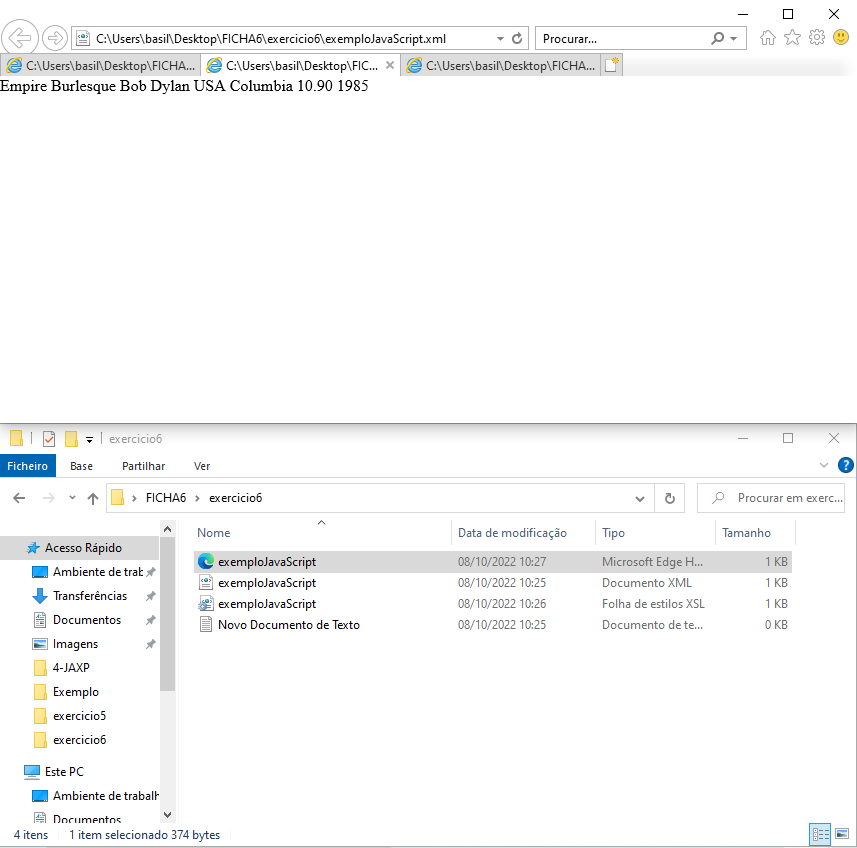 C:\Users\basil\Desktop\FICHA6\exercicio6\exemploJavaScript.xml
Procurar...
C:\Users\basil\Desktop\FICHA...
C:\Users\basil\Desktop\FIC...
C:\Users\basil\Desktop\FICHA...
Empire Burlesque Bob Dylan USA Columbia 10.90 1985
exercicio6
Ficheiro Base Partilhar Ver
FICHA6 exercicio6
Procurar em exerc...
Nome Data de modificação Tipo Tamanho
Acesso Rápido
Ambiente de trat
Transferências
Documentos
Imagens
4-JAXP
Exemplo
exercicio5
exercicio6
Este PC
Ambiente de trabalh
Documentos
exemploJavaScript 08/10/2022 10:27 Microsoft Edge H... 1 KB
exemploJavaScript 08/10/2022 10:25 Documento XML 1 KB
exemploJavaScript 08/10/2022 10:26 Folha de estilos XSL 1 KB
Novo Documento de Texto 08/10/2022 10:25 Documento de te... 0 KB
4 itens 1 item selecionado 374 bytes